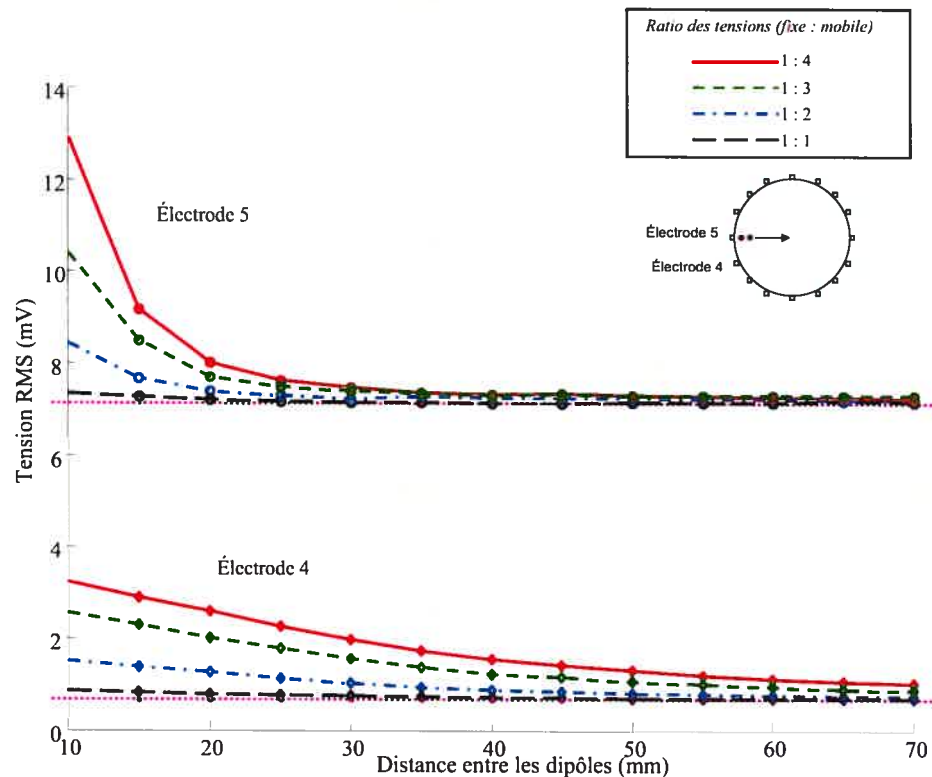 Ratio des tensions (fixe : mobile)
1 : 4
1 : 3
1 : 2
1 : 1
14
12
10
8
6
4
2
0
Tension RMS (mV)
Électrode 5
Électrode 5
Électrode 4
Électrode 4
10
20
30
40
50
60
70
Distance entre les dipôles (mm)